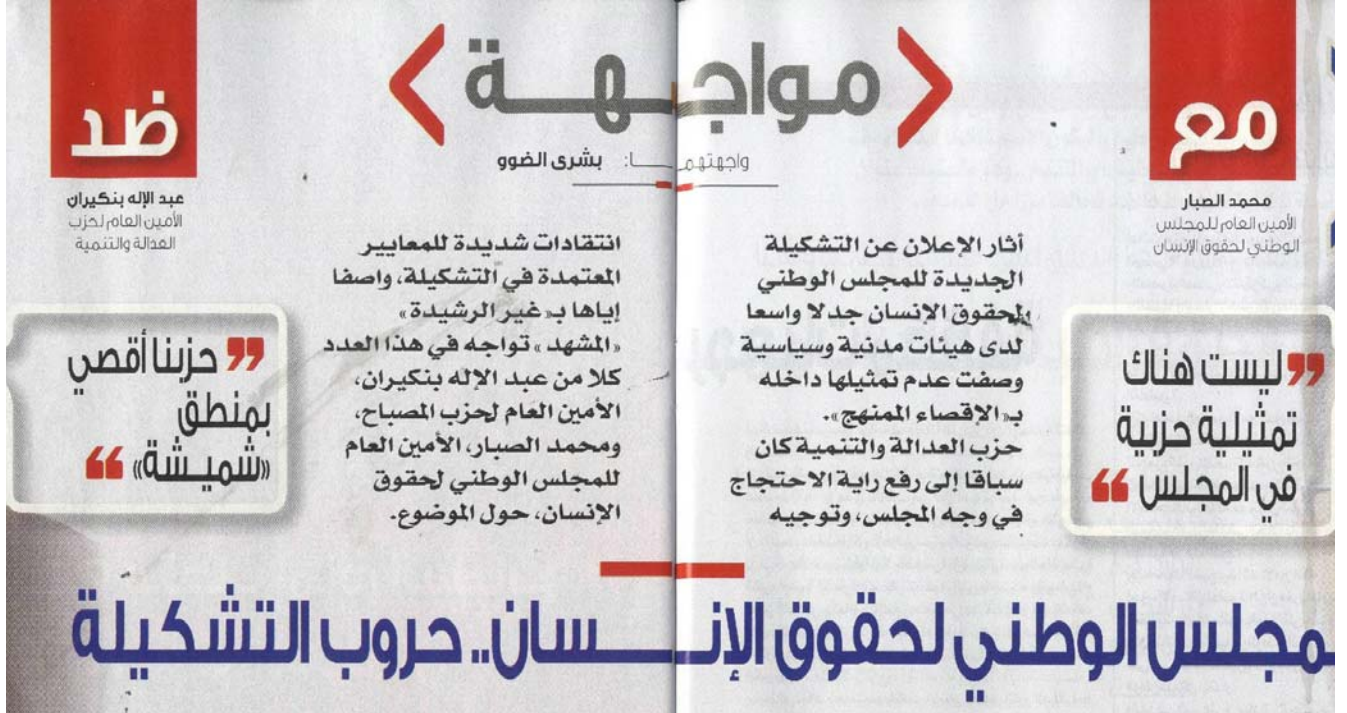 مواجهة
واجهتهما: بشرى الضوو
مع
محمد الصبار
الأمين العام للمجلس
الوطني لحقوق الإنسان
„ ليست هناك
تمثيلية حزبية
في المجلس “
أثار الإعلان عن التشكيلة
الجديدة للمجلس الوطني
لحقوق الإنسان جدلا واسعا
لدى هيئات مدنية وسياسية
وصفت عدم تمثيلها داخله
بـ«الإقصاء الممنهج».
حزب العدالة والتنمية كان
سباقا إلى رفع راية الاحتجاج
في وجه المجلس، وتوجيه
انتقادات شديدة للمعايير
المعتمدة في التشكيلة، واصفا
إياها بـ«غير الرشيدة»
«المشهد» تواجه في هذا العدد
كلا من عبد الإله بنكيران،
الأمين العام لحزب المصباح،
ومحمد الصبار، الأمين العام
للمجلس الوطني لحقوق
الإنسان، حول الموضوع.
ضد
عبد الإله بنكيران
الأمين العام لحزب
العدالة والتنمية
„ حزبنا أقصي
بمنطق
«شميشة» “
لمجلس الوطني لحقوق الإنــسان.. حروب التشكيلة